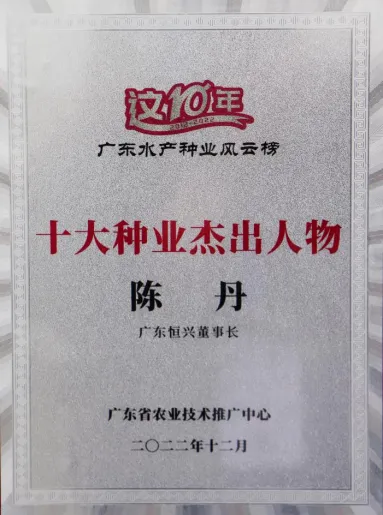 这10年
2012-2022
广东水产种业风云榜
十大种业杰出人物
陈 丹
广东恒兴董事长
广东省农业技术推广中心
二〇二二年十二月